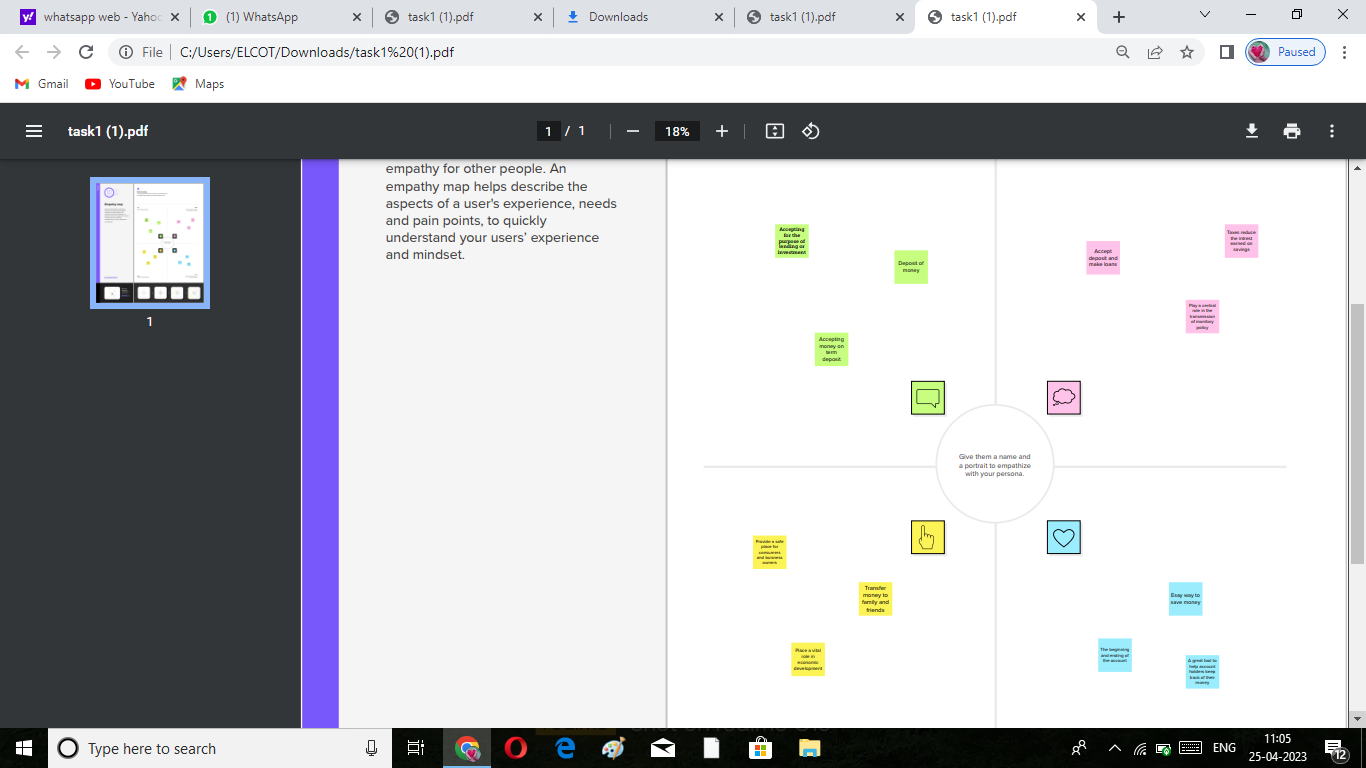 whatsapp web - Yahoo
(1) WhatsApp
task1 (1).pdf
Downloads
task1 (1).pdf
task1 (1).pdf
File
C:/Users/ELCOT/Downloads/task1%20(1).pdf
Paused
Gmail
YouTube
Maps
task1 (1).pdf
1 / 1
18%
1
empathy for other people. An
empathy map helps describe the
aspects of a user's experience, needs
and pain points, to quickly
understand your users' experience
and mindset.
Accepting
for the
purpose of
lending or
investment
Deposit of
money
Accepting
money on
term
deposit
Accept
deposit and
make loans
Taxes reduce
the intrest
earned on
savings
Play a central
role in the
transmission
of monitary
policy
Give them a name and
a portrait to empathize
with your persona.
Provide a safe
place for
consumers
and business
owners
Transfer
money to
family and
friends
Place a vital
role in
economic
development
Esay way to
save money
The beginning
and ending of
the account
A great tool to
help account
holders keep
track of their
money
Type here to search
ENG
11:05
25-04-2023
12